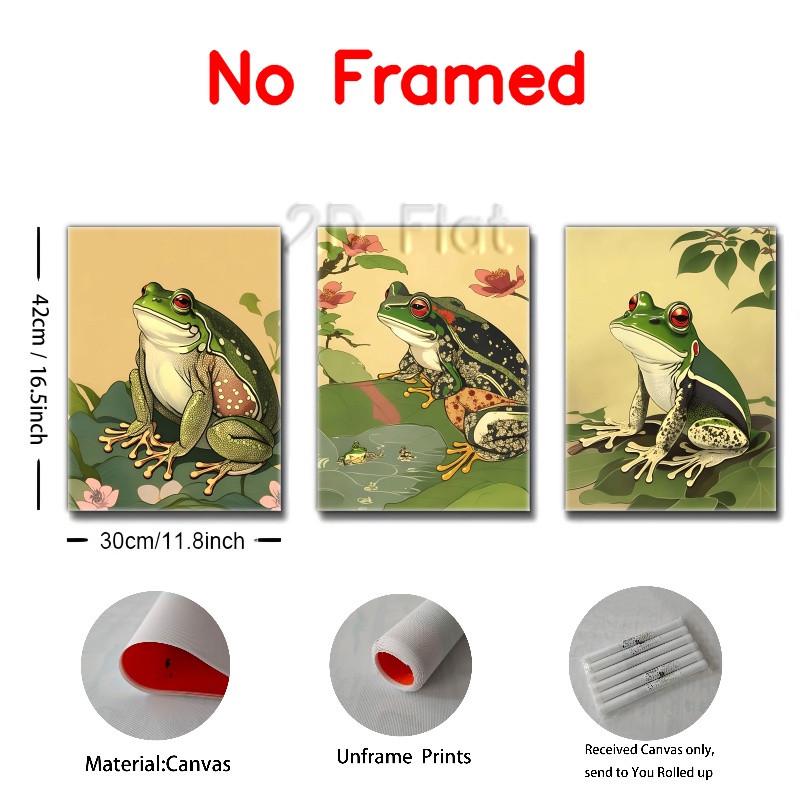 No Framed
2D Flat
42cm / 16.5inch
30cm/11.8inch
Material:Canvas
Unframe Prints
Received Canvas only,
send to You Rolled up